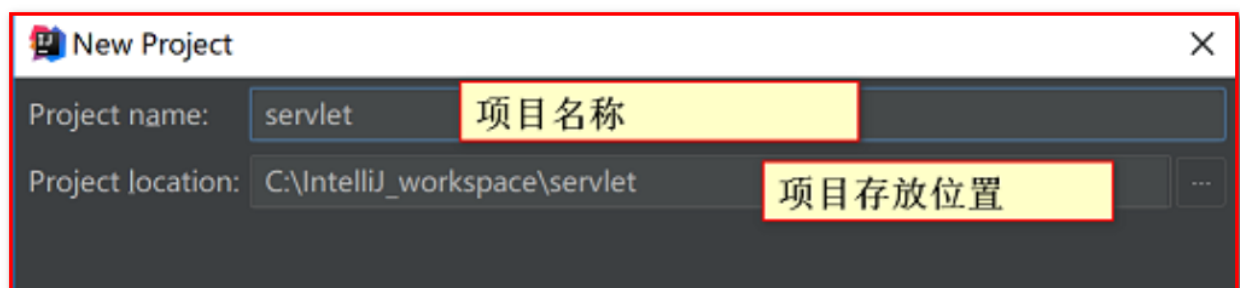 New Project
Project name: servlet 项目名称
Project location: C:\IntelliJ_workspace\servlet 项目存放位置 ...